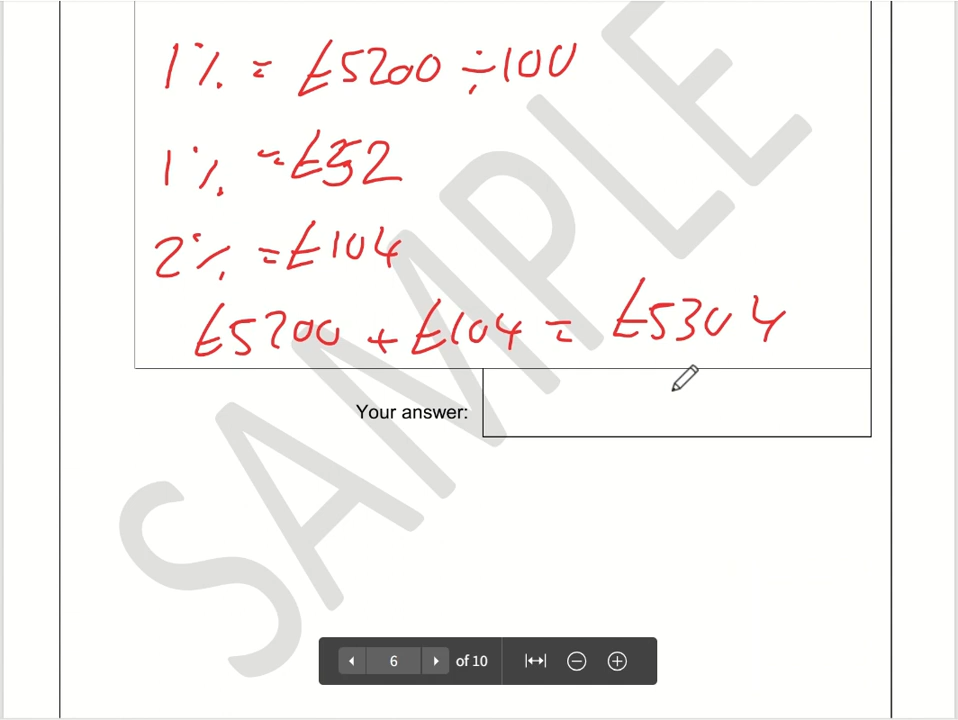 1% = £5200 ÷ 100
1% = £52
2% = £104
£5200 + £104 = £5304
Your answer:
SAMPLE
6 of 10